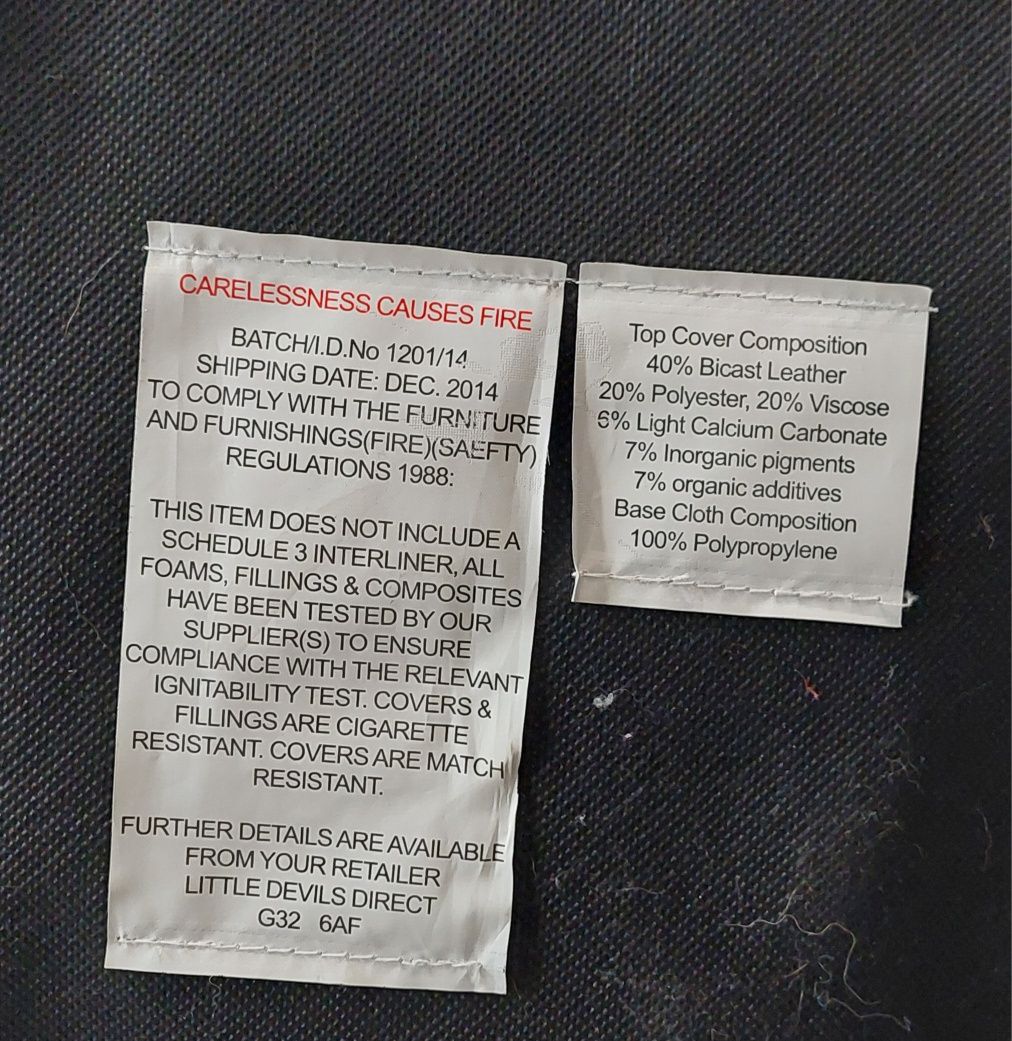 CARELESSNESS CAUSES FIRE
BATCH/I.D.No 1201/14
SHIPPING DATE: DEC. 2014
TO COMPLY WITH THE FURNITURE
AND FURNISHINGS(FIRE)(SAEFTY)
REGULATIONS 1988:
THIS ITEM DOES NOT INCLUDE A
SCHEDULE 3 INTERLINER, ALL
FOAMS, FILLINGS & COMPOSITES
HAVE BEEN TESTED BY OUR
SUPPLIER(S) TO ENSURE
COMPLIANCE WITH THE RELEVANT
IGNITABILITY TEST. COVERS &
FILLINGS ARE CIGARETTE
RESISTANT. COVERS ARE MATCH
RESISTANT.
FURTHER DETAILS ARE AVAILABLE
FROM YOUR RETAILER
LITTLE DEVILS DIRECT
G32 6AF
Top Cover Composition
40% Bicast Leather
20% Polyester, 20% Viscose
6% Light Calcium Carbonate
7% Inorganic pigments
7% organic additives
Base Cloth Composition
100% Polypropylene